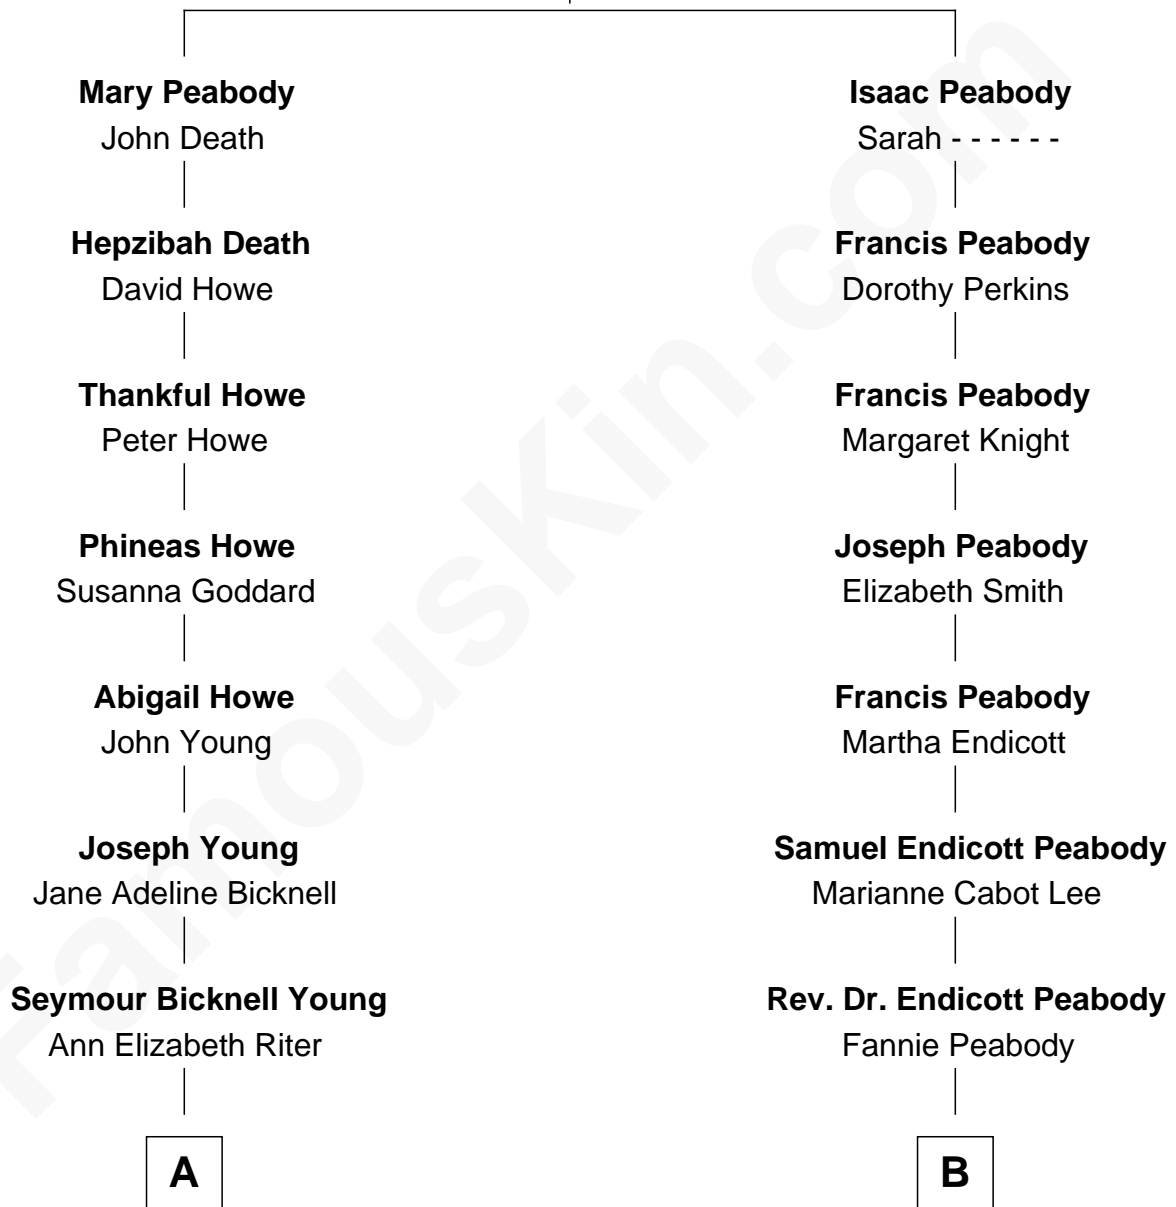 Mary Peabody
John Death
Isaac Peabody
Sarah - - - - - -
Hepzibah Death
David Howe
Francis Peabody
Dorothy Perkins
Thankful Howe
Peter Howe
Francis Peabody
Margaret Knight
Phineas Howe
Susanna Goddard
Joseph Peabody
Elizabeth Smith
Abigail Howe
John Young
Francis Peabody
Martha Endicott
Joseph Young
Jane Adeline Bicknell
Samuel Endicott Peabody
Marianne Cabot Lee
Seymour Bicknell Young
Ann Elizabeth Riter
Rev. Dr. Endicott Peabody
Fannie Peabody
A
B
FamousKin.com